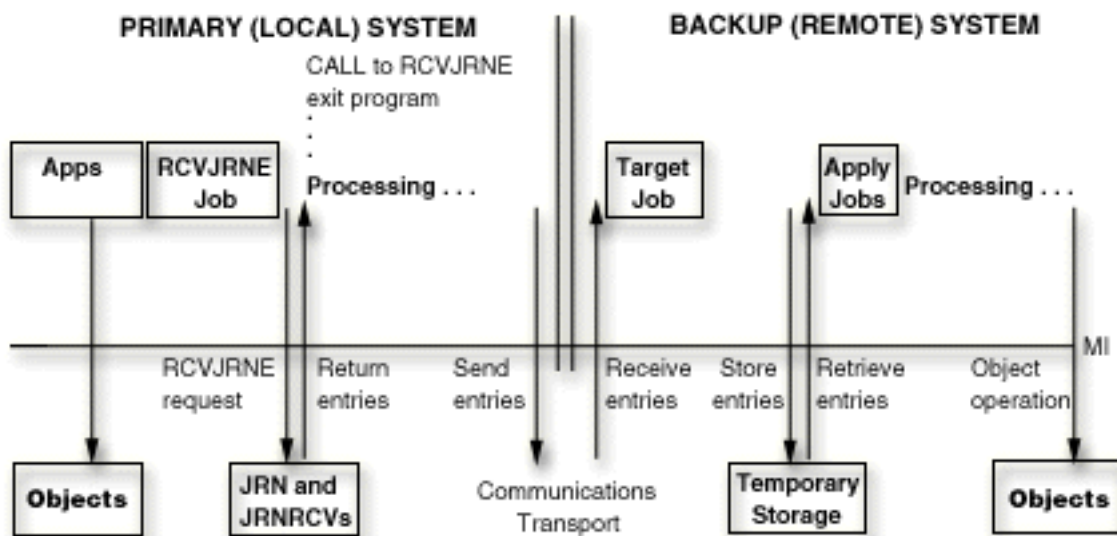 PRIMARY (LOCAL) SYSTEM
BACKUP (REMOTE) SYSTEM
CALL to RCVJRNE
exit program
.
.
.
Apps
RCVJRNE
Job
Processing . . .
Target
Job
Apply
Jobs
Processing . . .
MI
RCVJRNE
request
Return
entries
Send
entries
Receive
entries
Store
entries
Retrieve
entries
Object
operation
Objects
JRN and
JRNRCVs
Communications
Transport
Temporary
Storage
Objects